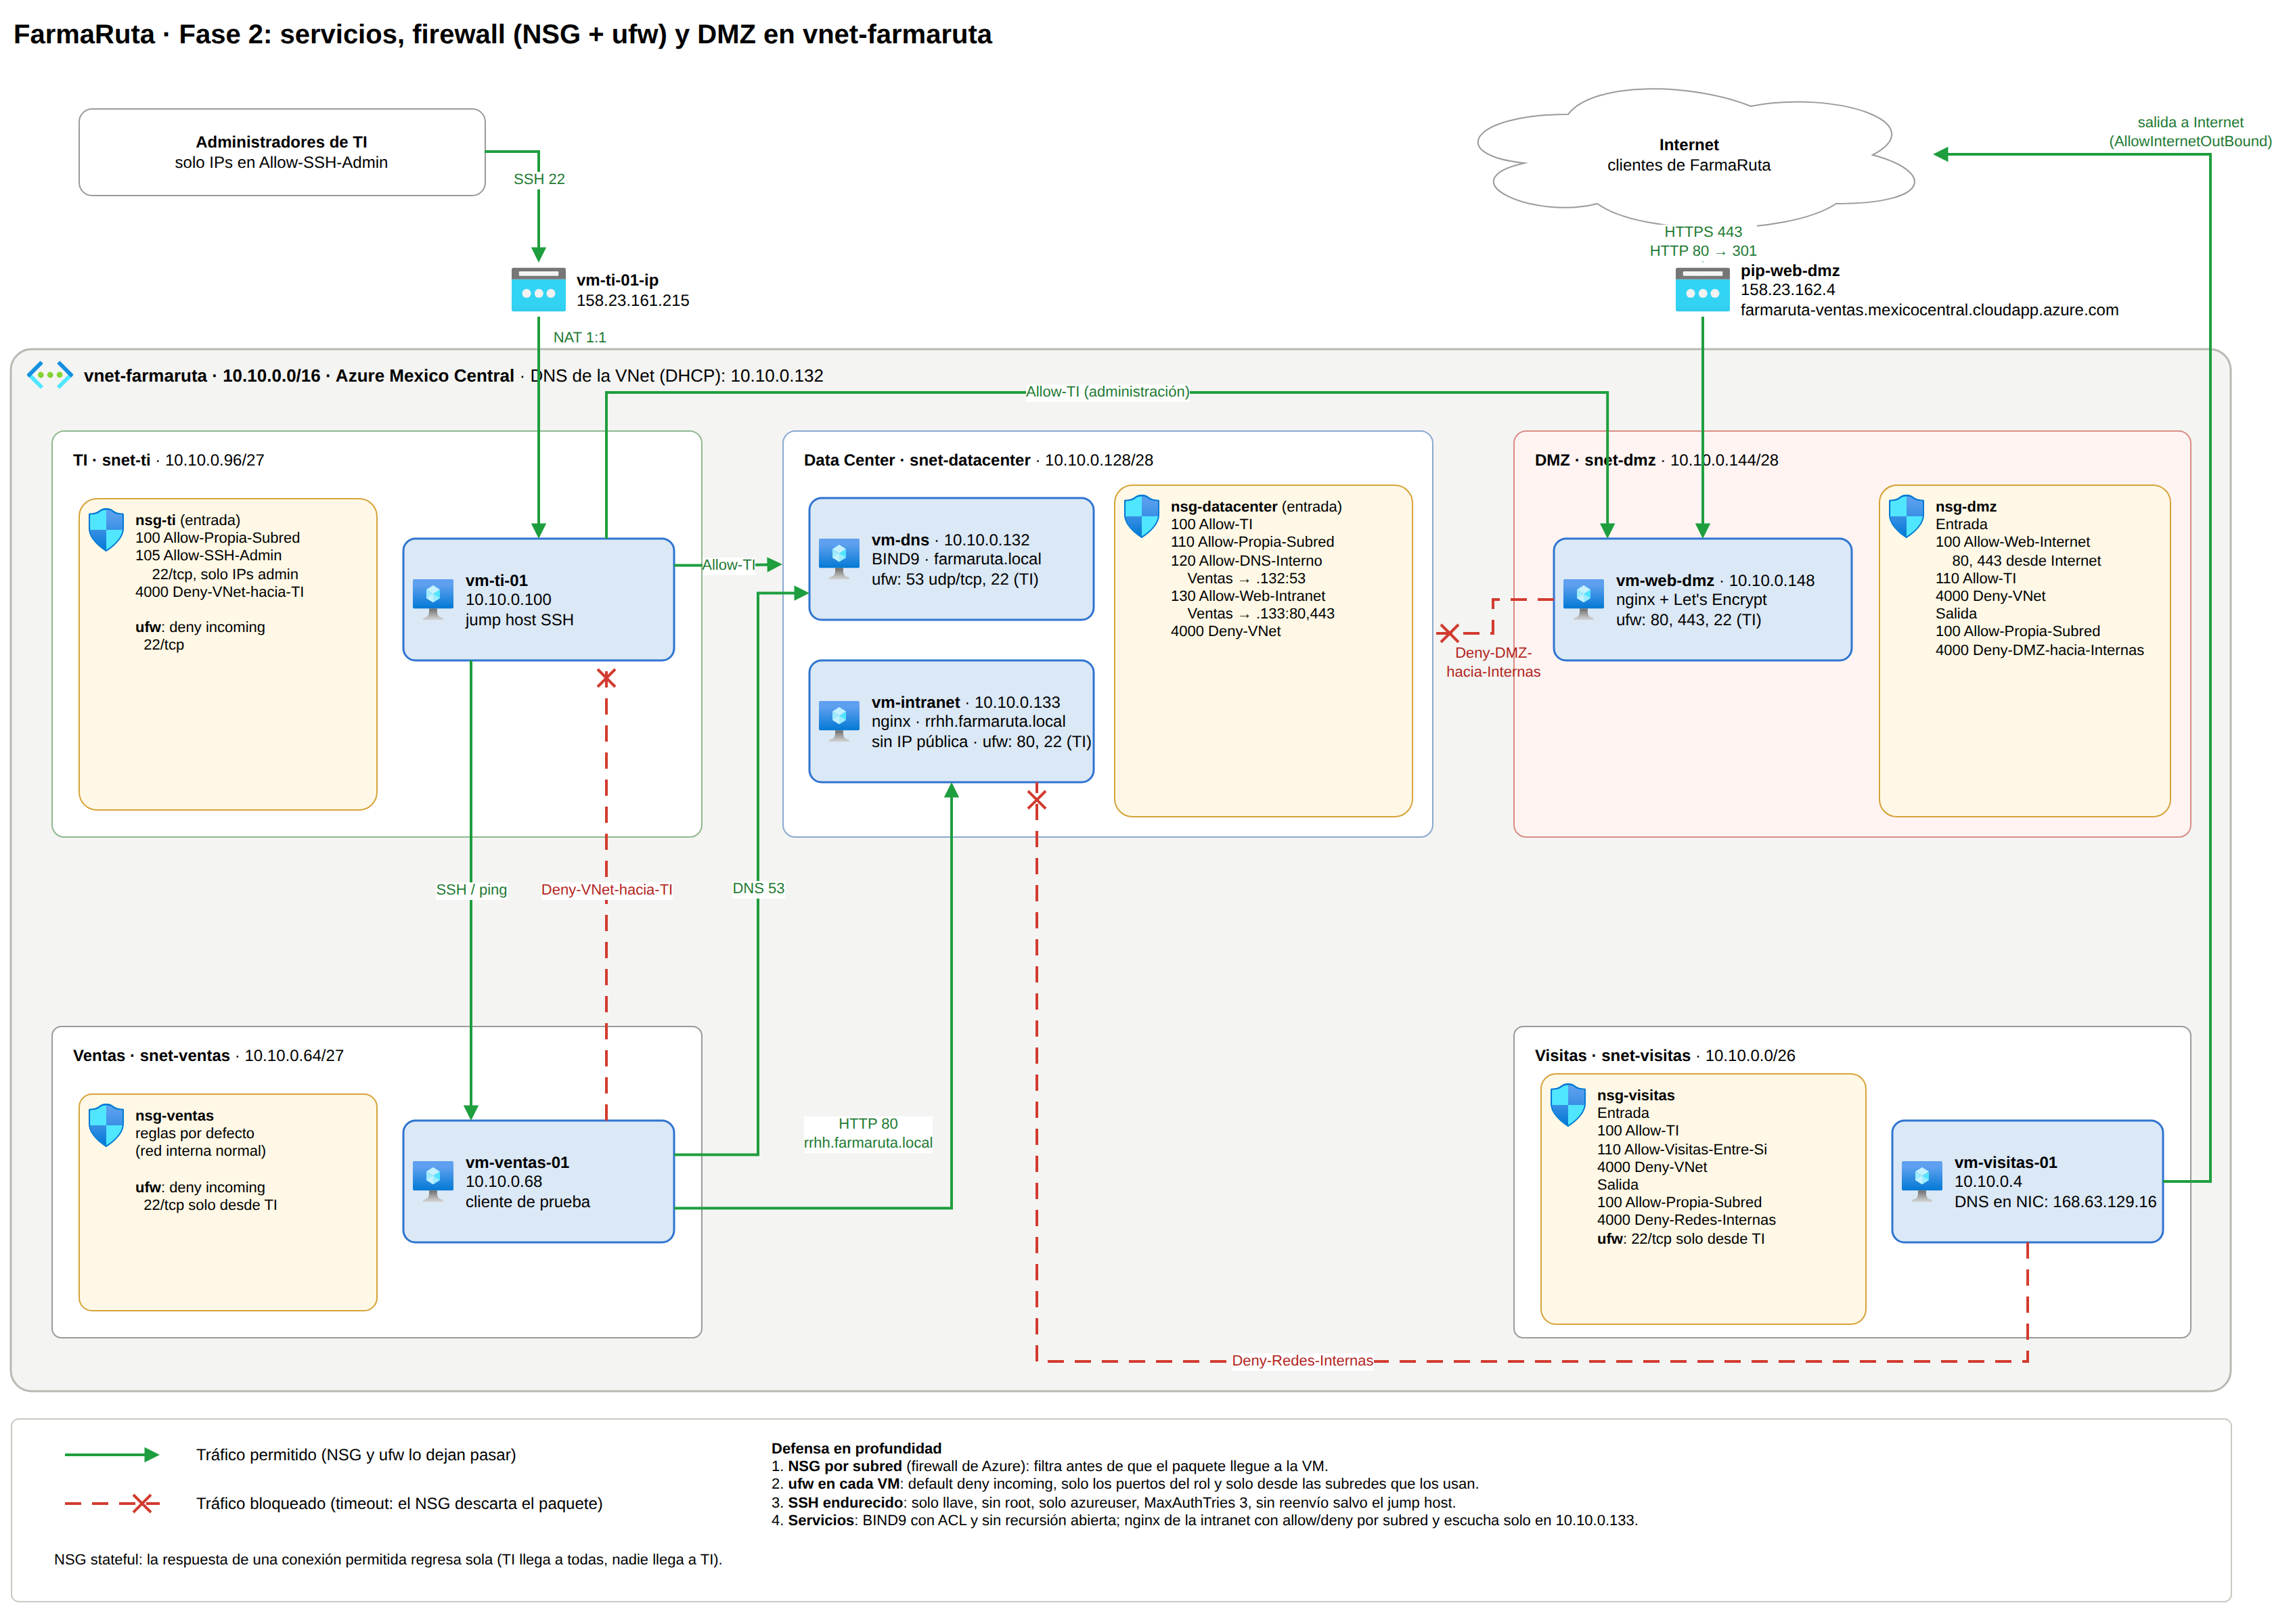 FarmaRuta · Fase 2: servicios, firewall (NSG + ufw) y DMZ en vnet-farmaruta
Administradores de TI
solo IPs en Allow-SSH-Admin
SSH 22
Internet
clientes de FarmaRuta
salida a Internet
(AllowInternetOutBound)
HTTPS 443
HTTP 80 → 301
vm-ti-01-ip
158.23.161.215
NAT 1:1
pip-web-dmz
158.23.162.4
farmaruta-ventas.mexicocentral.cloudapp.azure.com
vnet-farmaruta · 10.10.0.0/16 · Azure Mexico Central · DNS de la VNet (DHCP): 10.10.0.132
Allow-TI (administración)
TI · snet-ti · 10.10.0.96/27
nsg-ti (entrada)
100 Allow-Propia-Subred
105 Allow-SSH-Admin
22/tcp, solo IPs admin
4000 Deny-VNet-hacia-TI
ufw: deny incoming
22/tcp
vm-ti-01
10.10.0.100
jump host SSH
Allow-TI
Data Center · snet-datacenter · 10.10.0.128/28
vm-dns · 10.10.0.132
BIND9 · farmaruta.local
ufw: 53 udp/tcp, 22 (TI)
vm-intranet · 10.10.0.133
nginx · rrhh.farmaruta.local
sin IP pública · ufw: 80, 22 (TI)
nsg-datacenter (entrada)
100 Allow-TI
110 Allow-Propia-Subred
120 Allow-DNS-Interno
Ventas → .132:53
130 Allow-Web-Intranet
Ventas → .133:80,443
4000 Deny-VNet
Deny-DMZ-
hacia-Internas
DMZ · snet-dmz · 10.10.0.144/28
vm-web-dmz · 10.10.0.148
nginx + Let's Encrypt
ufw: 80, 443, 22 (TI)
nsg-dmz
Entrada
100 Allow-Web-Internet
80, 443 desde Internet
110 Allow-TI
4000 Deny-VNet
Salida
100 Allow-Propia-Subred
4000 Deny-DMZ-hacia-Internas
SSH / ping
Deny-VNet-hacia-TI
DNS 53
HTTP 80
rrhh.farmaruta.local
Ventas · snet-ventas · 10.10.0.64/27
nsg-ventas
reglas por defecto
(red interna normal)
ufw: deny incoming
22/tcp solo desde TI
vm-ventas-01
10.10.0.68
cliente de prueba
Visitas · snet-visitas · 10.10.0.0/26
nsg-visitas
Entrada
100 Allow-TI
110 Allow-Visitas-Entre-Si
4000 Deny-VNet
Salida
100 Allow-Propia-Subred
4000 Deny-Redes-Internas
ufw: 22/tcp solo desde TI
vm-visitas-01
10.10.0.4
DNS en NIC: 168.63.129.16
Deny-Redes-Internas
Tráfico permitido (NSG y ufw lo dejan pasar)
Tráfico bloqueado (timeout: el NSG descarta el paquete)
NSG stateful: la respuesta de una conexión permitida regresa sola (TI llega a todas, nadie llega a TI).
Defensa en profundidad
1. NSG por subred (firewall de Azure): filtra antes de que el paquete llegue a la VM.
2. ufw en cada VM: default deny incoming, solo los puertos del rol y solo desde las subredes que los usan.
3. SSH endurecido: solo llave, sin root, solo azureuser, MaxAuthTries 3, sin reenvío salvo el jump host.
4. Servicios: BIND9 con ACL y sin recursión abierta; nginx de la intranet con allow/deny por subred y escucha solo en 10.10.0.133.